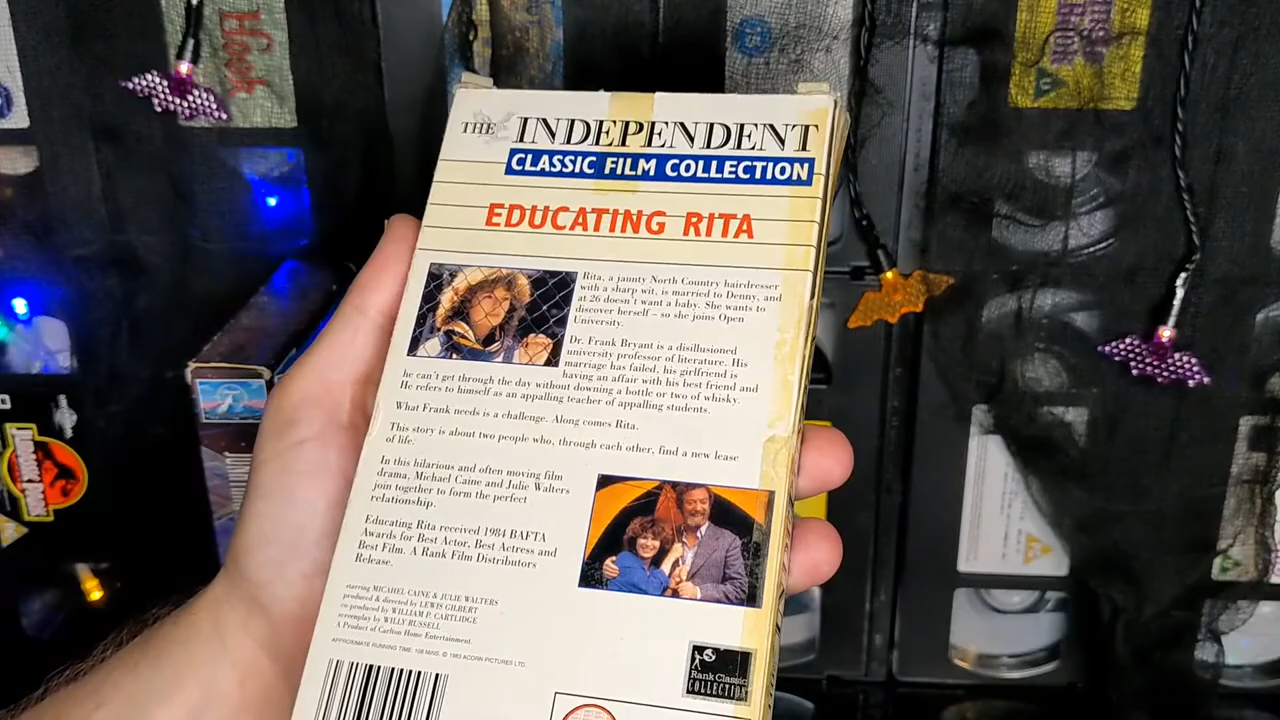 Hook
THE INDEPENDENT
CLASSIC FILM COLLECTION
EDUCATING RITA
Rita, a jaunty North Country hairdresser
with a sharp wit, is married to Denny, and
at 26 doesn't want a baby. She wants to
discover herself – so she joins Open
University.
Dr. Frank Bryant is a disillusioned
university professor of literature. His
marriage has failed, his girlfriend is
having an affair with his best friend and
he can't get through the day without downing a bottle or two of whisky.
He refers to himself as an appalling teacher of appalling students.
What Frank needs is a challenge. Along comes Rita.
This story is about two people who, through each other, find a new lease
of life.
In this hilarious and often moving film
drama, Michael Caine and Julie Walters
join together to form the perfect
relationship.
Educating Rita received 1984 BAFTA
Awards for Best Actor, Best Actress and
Best Film. A Rank Film Distributors
Release.
starring MICAHEL CAINE & JULIE WALTERS
produced & directed by LEWIS GILBERT
co-produced by WILLIAM P. CARTLIDGE
screenplay by WILLY RUSSELL
A Product of Carlton Home Entertainment.
APPROXIMATE RUNNING TIME: 108 MINS. © 1983 ACORN PICTURES LTD.
Rank Classic
COLLECTION
JURASSIC PARK